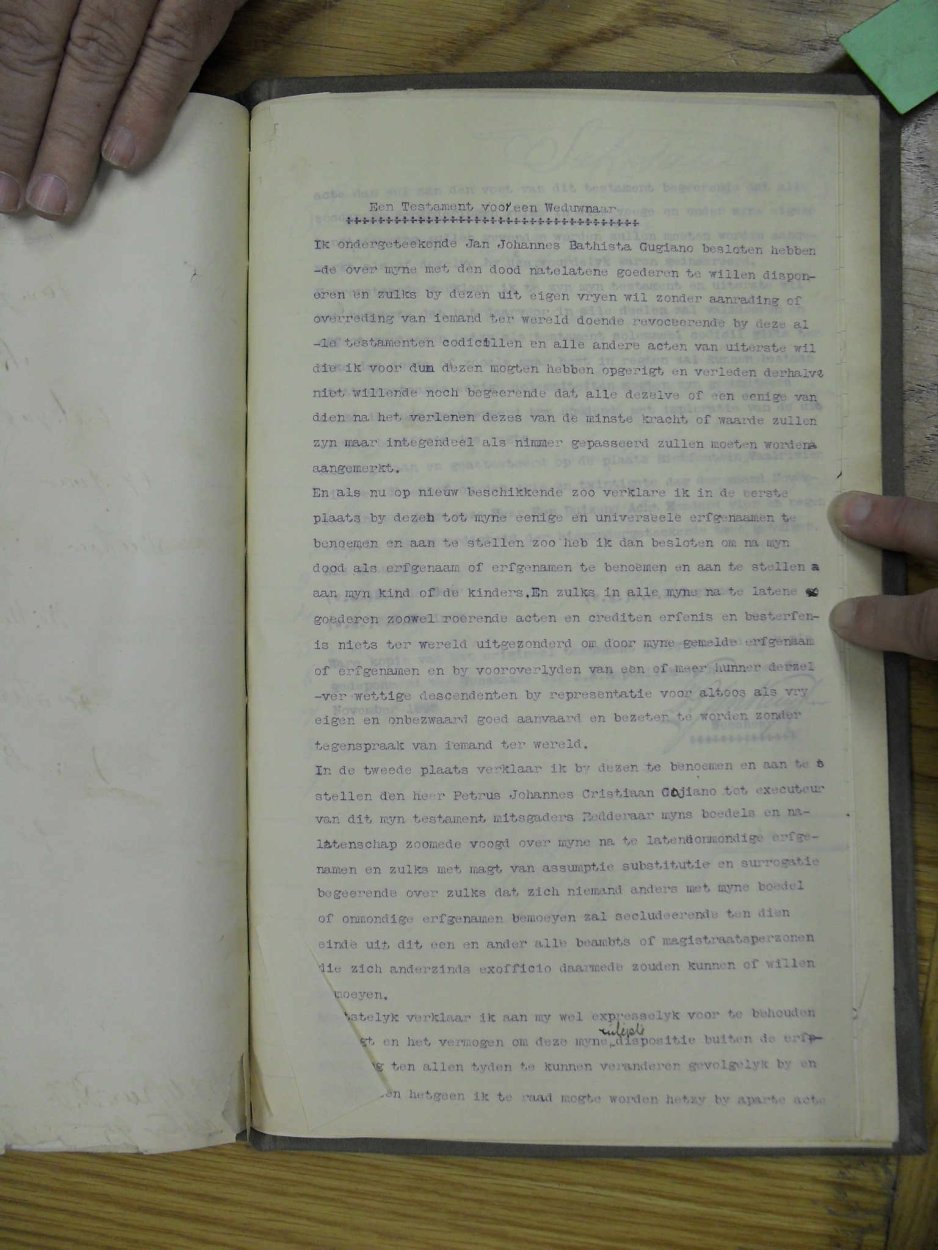 Een Testament voor een Weduwnaar
Ik ondergeteekende Jan Johannes Bathista Gugiano besloten hebben
-de over myne met den dood natelatene goederen te willen dispon-
eren en zulks by dezen uit eigen vryen wil zonder aanrading of
overreding van iemand ter wereld doende revoceerende by deze al
-le testamenten codicillen en alle andere acten van uiterste wil
die ik voor dun dezen mogten hebben opgerigt en verleden derhalve
niet willende noch begeerende dat alle dezelve of een eenige van
dien na het verlenen dezes van de minste kracht of waarde zullen
zyn maar integendeel als nimmer gepasseerd zullen moeten worden
aangemerkt.
En als nu op nieuw beschikkende zoo verklare ik in de eerste
plaats by dezen tot myne eenige en universeele erfgenaamen te
benoemen en aan te stellen zoo heb ik dan besloten om na myn
dood als erfgenaam of erfgenamen te benoemen en aan te stellen a
aan myn kind of de kinders.En zulks in alle myne na te latene
goederen zoowel roerende acten en crediten erfenis en besterfen-
is niets ter wereld uitgezonderd om door myne gemelde erfgenaam
of erfgenamen en by vooroverlyden van een of meer hunner derzel
-ver wettige descendenten by representatie voor altoos als vry
eigen en onbezwaard goed aanvaard en bezeten te worden zonder
tegenspraak van iemand ter wereld.
In de tweede plaats verklaar ik by dezen te benoemen en aan te s
stellen den heer Petrus Johannes Cristiaan Gojiano tot executeur
van dit myn testament mitsgaders Redderaar myns boedels en na-
latenschap zoomede voogd over myne na te laten onmondige erfge-
namen en zulks met magt van assumptie substitutie en surrogatie
begeerende over zulks dat zich niemand anders met myne boedel
of onmondige erfgenamen bemoeyen zal secludeerende ten dien
einde uit dit een en ander alle beambts of magistraatsperzonen
die zich anderzinds exofficio daarmede zouden kunnen of willen
moeyen.
tstelyk verklaar ik aan my wel expresselyk voor te behouden
gt en het vermogen om deze myne uiterste dispositie buiten de erfp-
g ten allen tyden te kunnen veranderen gevolgelyk by en
en hetgeen ik te raad mogte worden hetzy by aparte acte